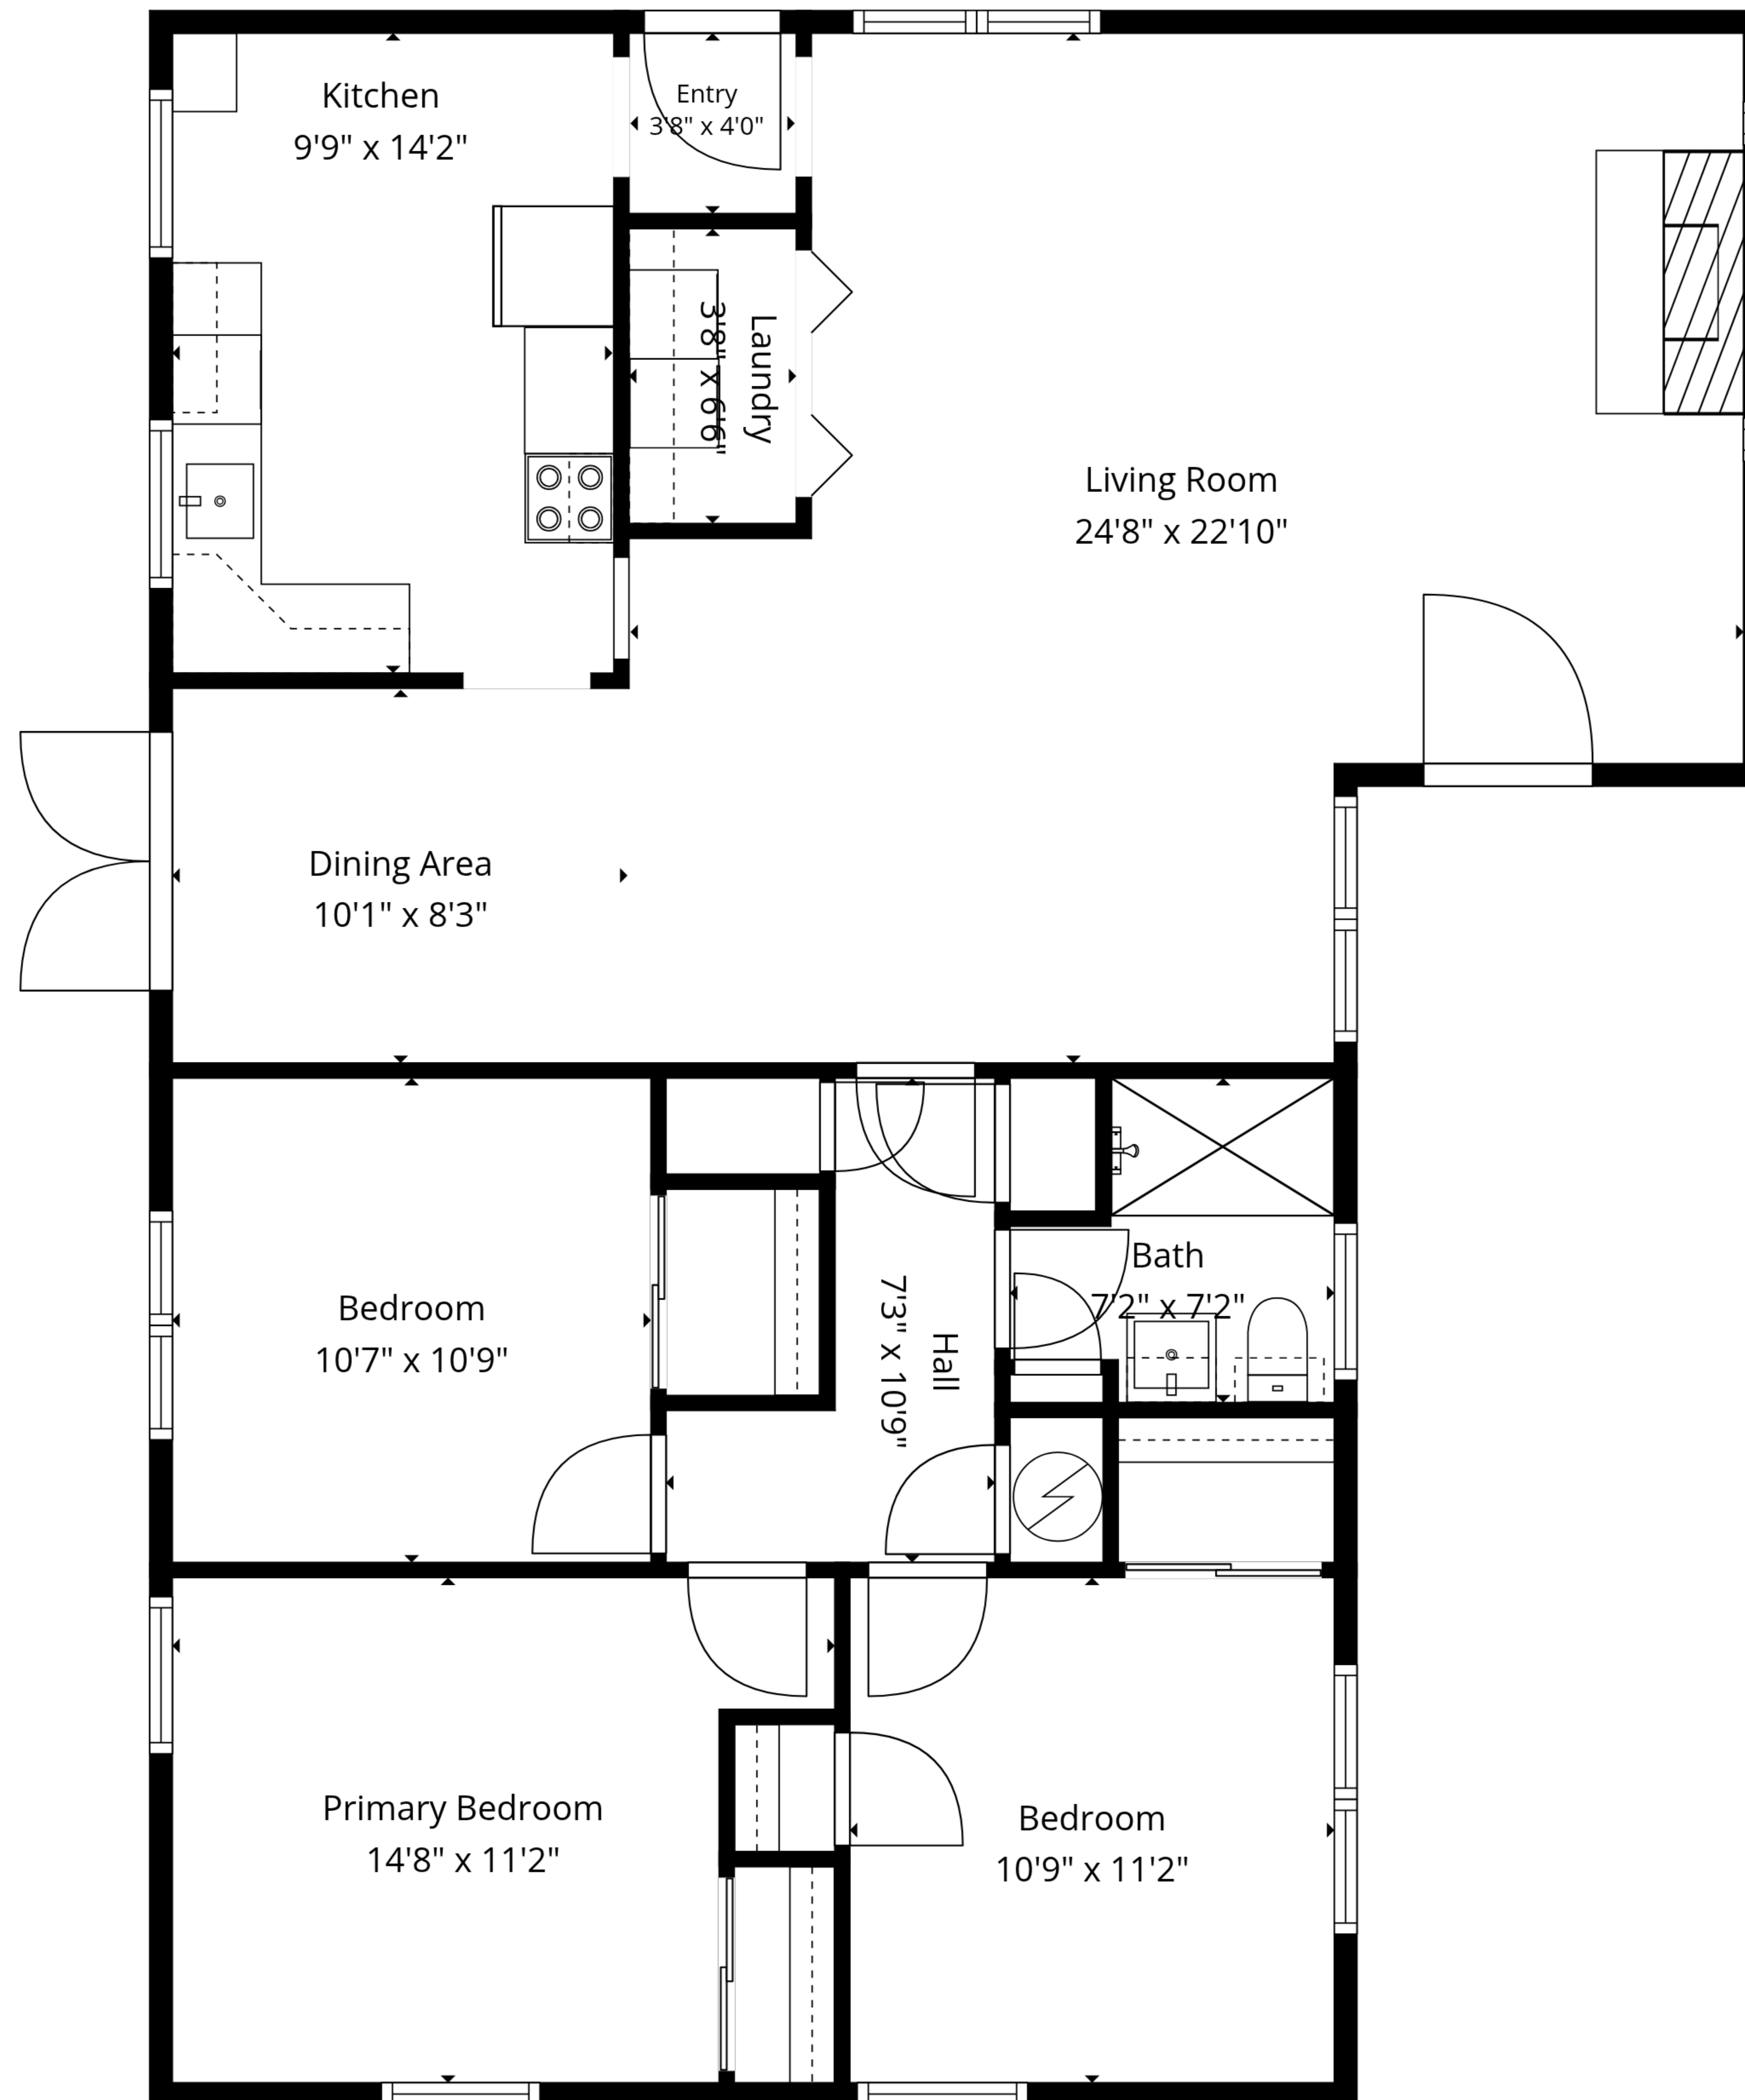 Kitchen
9'9" x 14'2"
Entry
3'8" x 4'0"
Laundry
3'8" x 6'6"
Living Room
24'8" x 22'10"
Dining Area
10'1" x 8'3"
Bath
7'2" x 7'2"
Bedroom
10'7" x 10'9"
Hall
7'3" x 10'9"
Primary Bedroom
14'8" x 11'2"
Bedroom
10'9" x 11'2"